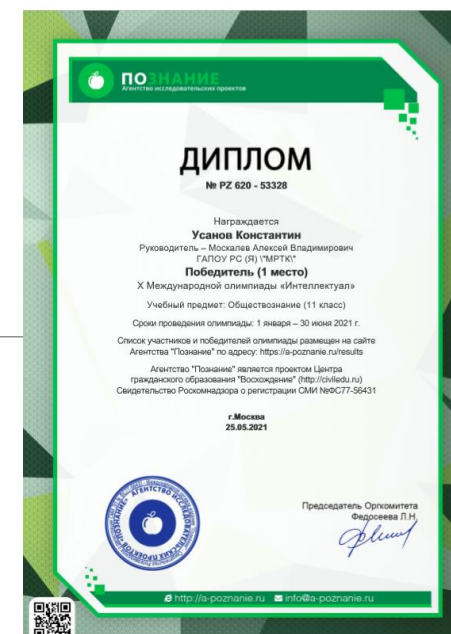 ПОЗНАНИЕ
Агентство исследовательских проектов
ДИПЛОМ
№ PZ 620 - 53328
Награждается
Усанов Константин
Руководитель – Москалев Алексей Владимирович
ГАПОУ РС (Я) \"МРТК\"
Победитель (1 место)
X Международной олимпиады «Интеллектуал»
Учебный предмет: Обществознание (11 класс)
Сроки проведения олимпиады: 1 января – 30 июня 2021 г.
Список участников и победителей олимпиады размещен на сайте
Агентства "Познание" по адресу: https://a-poznanie.ru/results
Агентство "Познание" является проектом Центра
гражданского образования "Восхождение" (http://civiledu.ru)
Свидетельство Роскомнадзора о регистрации СМИ №ФС77-56431
г.Москва
25.05.2021
Председатель Оргкомитета
Федосеева Л.Н.
http://a-poznanie.ru info@a-poznanie.ru